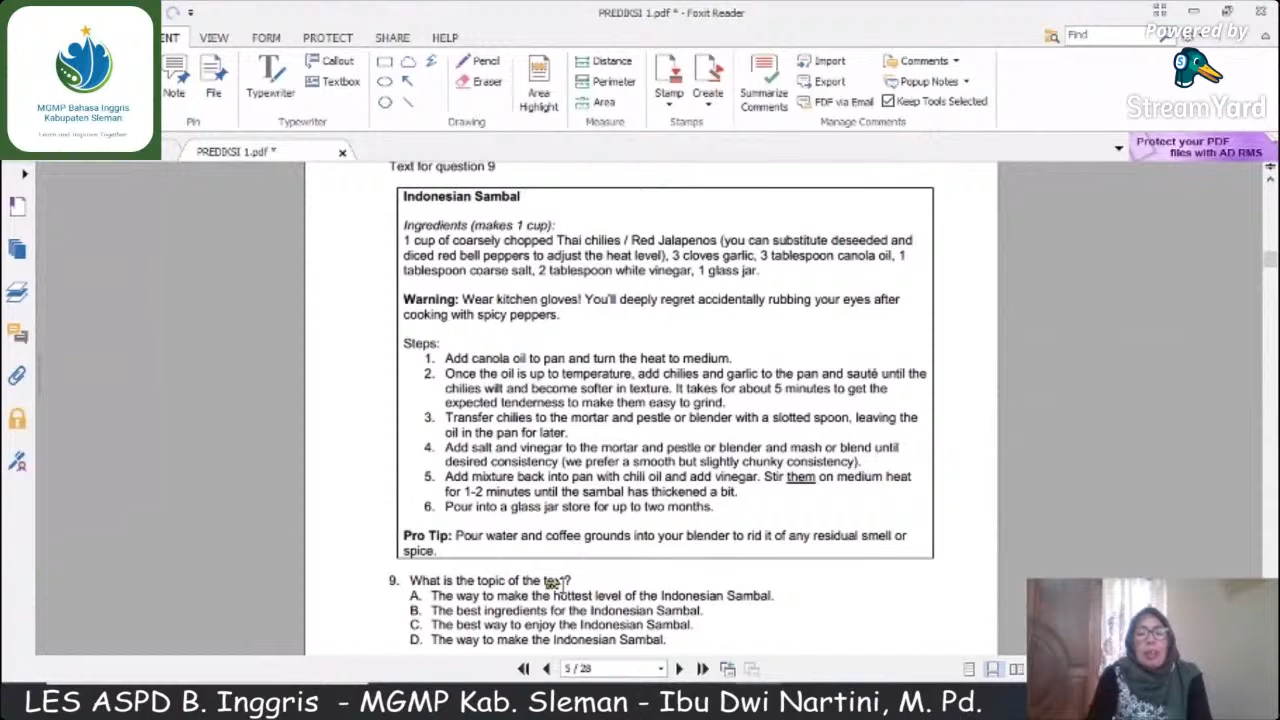 PREDIKSI 1.pdf * - Foxit Reader
Powered by
StreamYard
MGMP Bahasa Inggris
Kabupaten Sleman
Learn and Improve Together
ENT VIEW FORM PROTECT SHARE HELP
Find
Note File Typewriter Callout Textbox Pencil Eraser Area Highlight Distance Perimeter Area Stamp Create Summarize Comments Import Export FDF via Email Comments Popup Notes Keep Tools Selected
Pin Typewriter Drawing Measure Stamps Manage Comments
PREDIKSI 1.pdf *
Protect your PDF
files with AD RMS
Text for question 9
Indonesian Sambal
Ingredients (makes 1 cup):
1 cup of coarsely chopped Thai chilies / Red Jalapenos (you can substitute deseeded and
diced red bell peppers to adjust the heat level), 3 cloves garlic, 3 tablespoon canola oil, 1
tablespoon coarse salt, 2 tablespoon white vinegar, 1 glass jar.
Warning: Wear kitchen gloves! You'll deeply regret accidentally rubbing your eyes after
cooking with spicy peppers.
Steps:
1. Add canola oil to pan and turn the heat to medium.
2. Once the oil is up to temperature, add chilies and garlic to the pan and sauté until the
chilies wilt and become softer in texture. It takes for about 5 minutes to get the
expected tenderness to make them easy to grind.
3. Transfer chilies to the mortar and pestle or blender with a slotted spoon, leaving the
oil in the pan for later.
4. Add salt and vinegar to the mortar and pestle or blender and mash or blend until
desired consistency (we prefer a smooth but slightly chunky consistency).
5. Add mixture back into pan with chili oil and add vinegar. Stir them on medium heat
for 1-2 minutes until the sambal has thickened a bit.
6. Pour into a glass jar store for up to two months.
Pro Tip: Pour water and coffee grounds into your blender to rid it of any residual smell or
spice.
9. What is the topic of the text?
A. The way to make the hottest level of the Indonesian Sambal.
B. The best ingredients for the Indonesian Sambal.
C. The best way to enjoy the Indonesian Sambal.
D. The way to make the Indonesian Sambal.
5 / 28
LES ASPD B. Inggris - MGMP Kab. Sleman - Ibu Dwi Nartini, M. Pd.